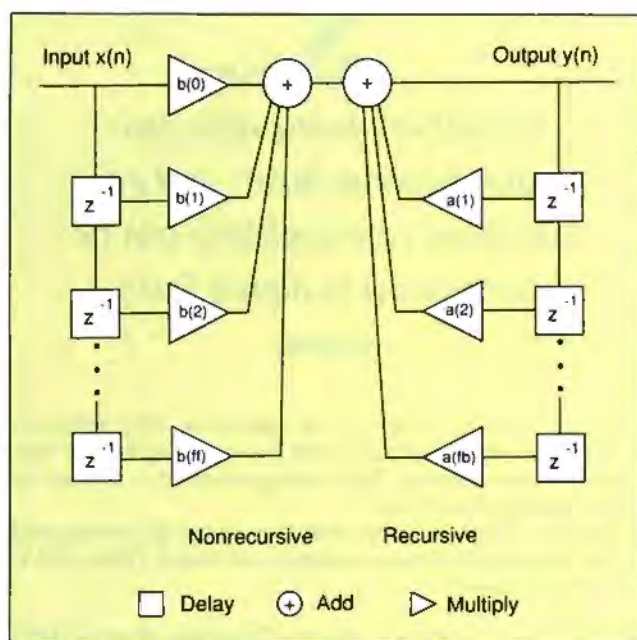 Input x(n) Output y(n)
b(0) + +
z⁻¹ b(1) a(1) z⁻¹
z⁻¹ b(2) a(2) z⁻¹
z⁻¹ b(ff) a(fb) z⁻¹
Nonrecursive Recursive
Delay + Add Multiply